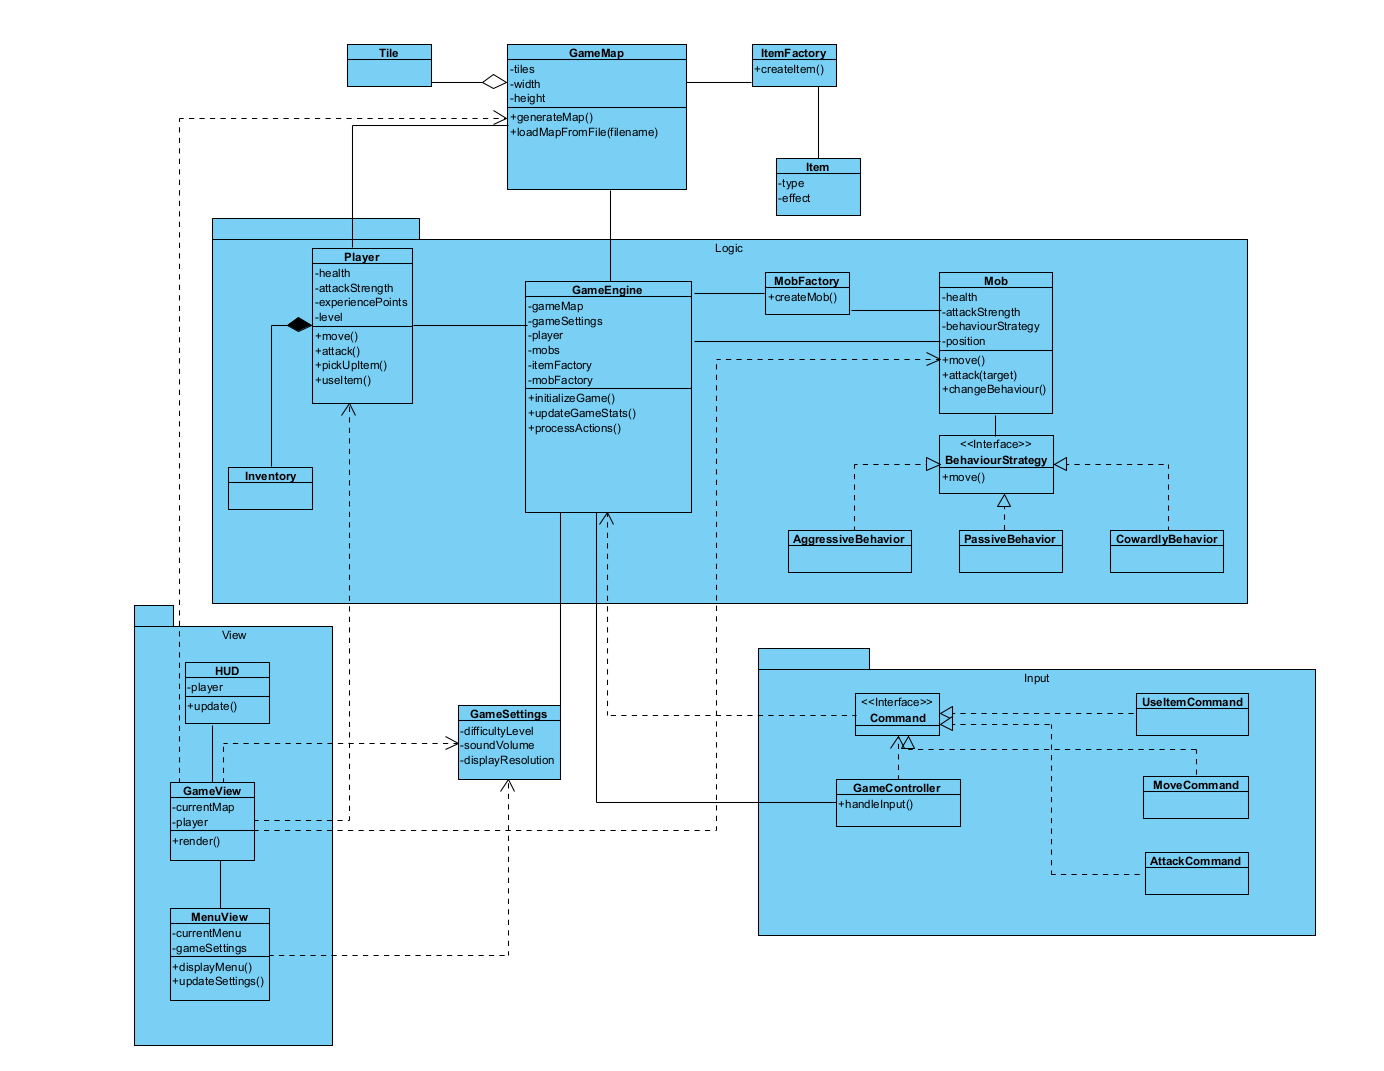 Tile
GameMap
-tiles
-width
-height
+generateMap()
+loadMapFromFile(filename)
ItemFactory
+createItem()
Item
-type
-effect
Logic
Player
-health
-attackStrength
-experiencePoints
-level
+move()
+attack()
+pickUpItem()
+useItem()
GameEngine
-gameMap
-gameSettings
-player
-mobs
-itemFactory
-mobFactory
+initializeGame()
+updateGameStats()
+processActions()
MobFactory
+createMob()
Mob
-health
-attackStrength
-behaviourStrategy
-position
+move()
+attack(target)
+changeBehaviour()
<<Interface>>
BehaviourStrategy
+move()
Inventory
AggressiveBehavior
PassiveBehavior
CowardlyBehavior
View
HUD
-player
+update()
GameView
-currentMap
-player
+render()
MenuView
-currentMenu
-gameSettings
+displayMenu()
+updateSettings()
GameSettings
-difficultyLevel
-soundVolume
-displayResolution
Input
<<Interface>>
Command
UseItemCommand
GameController
+handleInput()
MoveCommand
AttackCommand